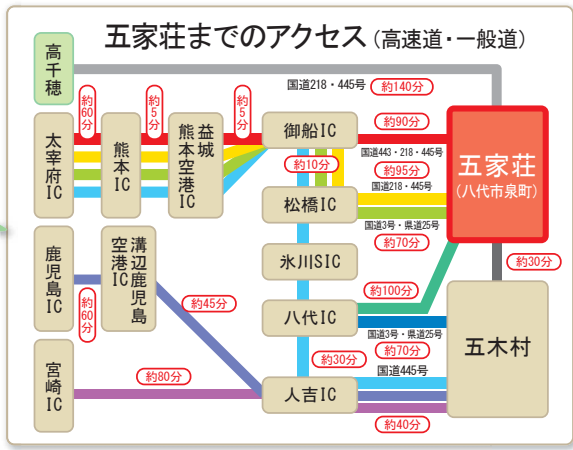 五家荘までのアクセス(高速道・一般道)
高千穂
国道218・445号
約140分
約60分
約5分
約5分
太宰府IC
熊本IC
益城熊本空港IC
御船IC
約90分
国道443・218・445号
約10分
約95分
国道218・445号
五家荘
(八代市泉町)
松橋IC
国道3号・県道25号
約70分
鹿児島IC
溝辺鹿児島空港IC
氷川SIC
約30分
約60分
約45分
約100分
八代IC
国道3号・県道25号
約70分
五木村
宮崎IC
約80分
約30分
国道445号
人吉IC
約40分